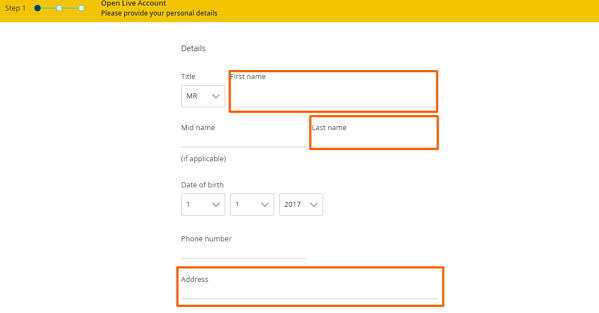 Step 1
Open Live Account
Please provide your personal details
Details
Title
First name
MR
Mid name
Last name
(if applicable)
Date of birth
1 1 2017
Phone number
Address